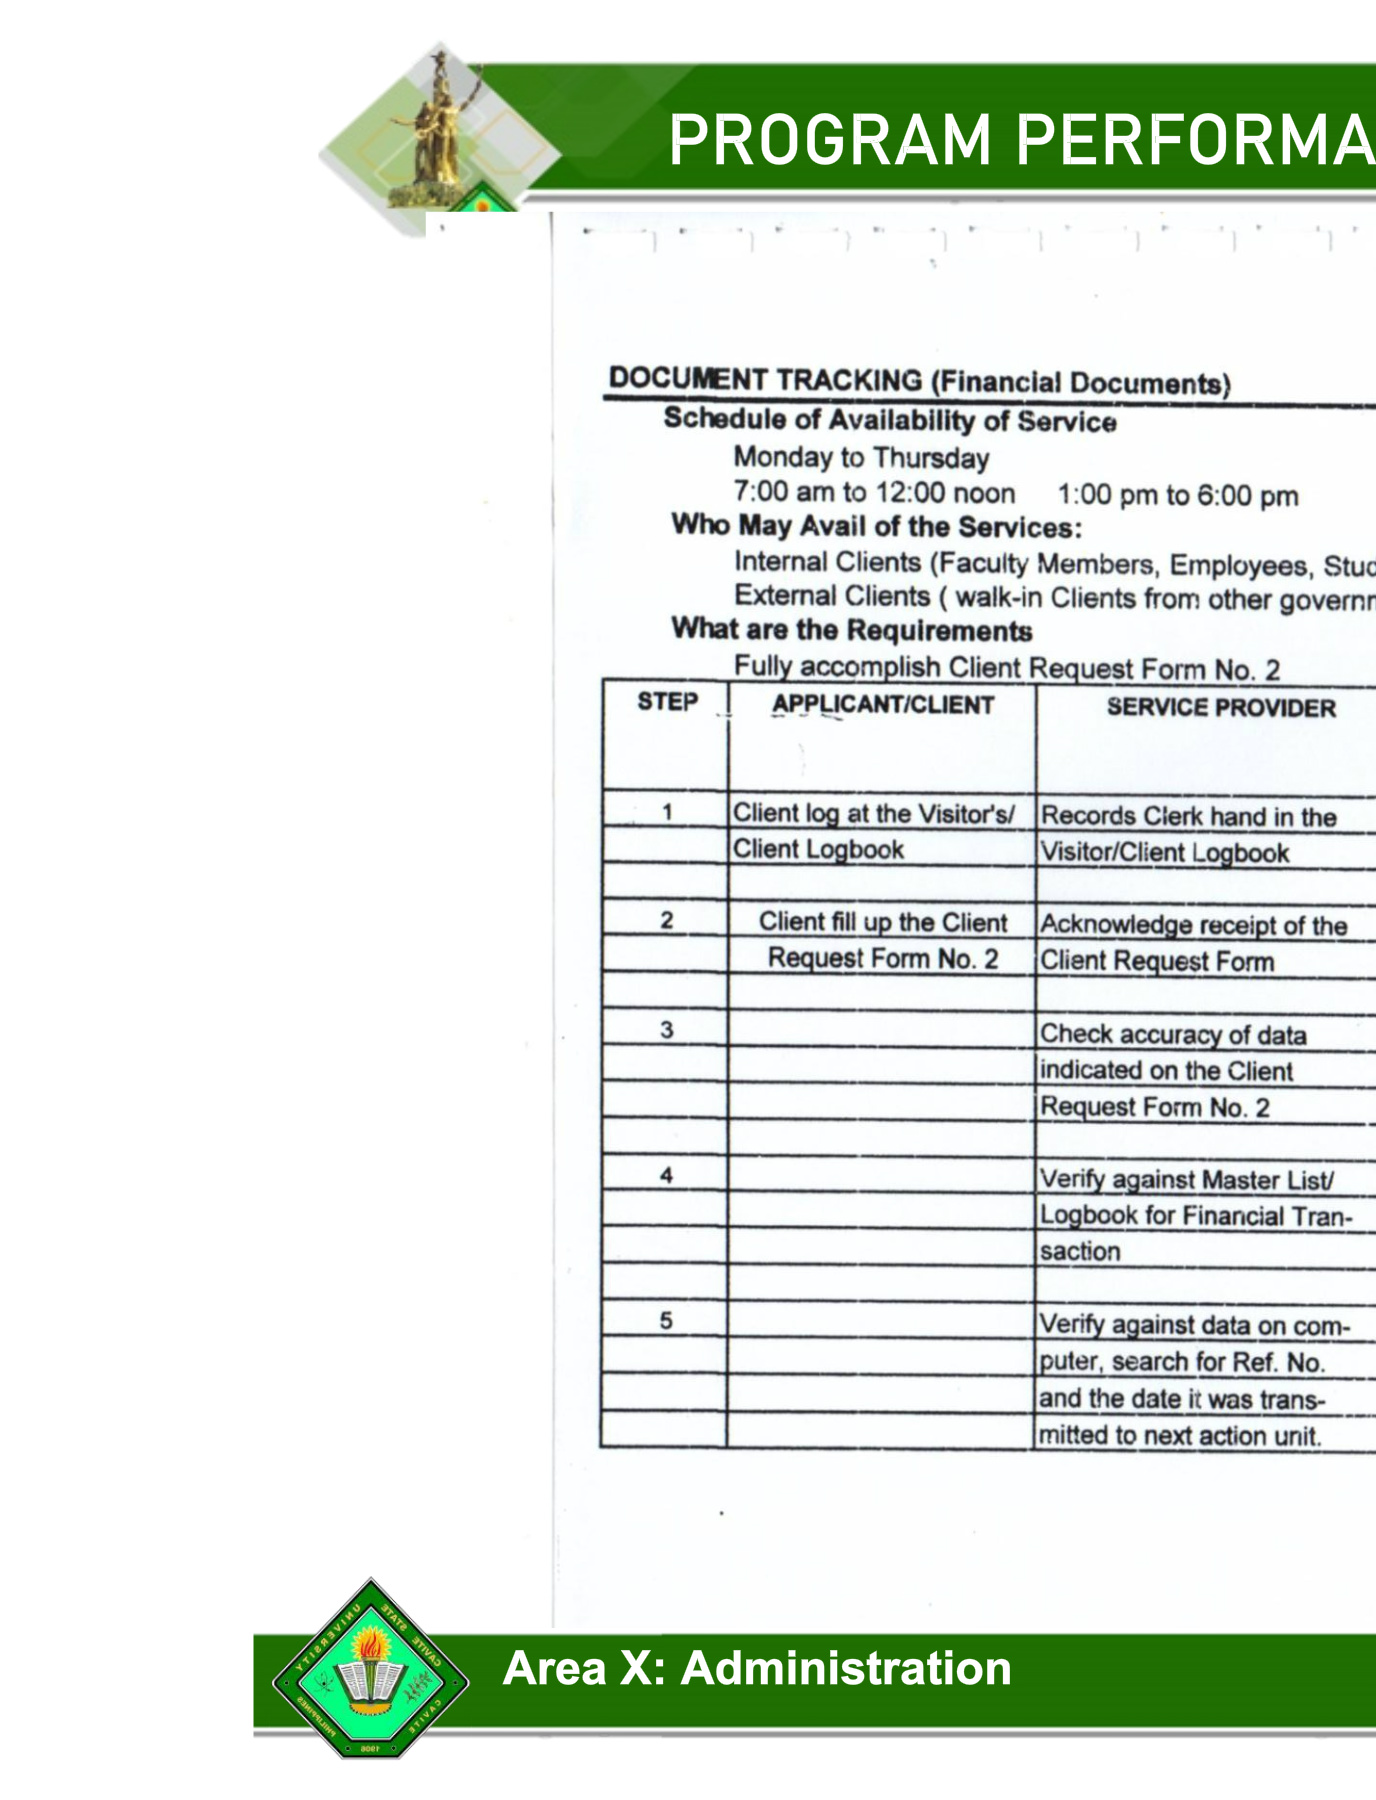 PROGRAM PERFORMA
DOCUMENT TRACKING (Financial Documents)
Schedule of Availability of Service
Monday to Thursday
7:00 am to 12:00 noon 1:00 pm to 6:00 pm
Who May Avail of the Services:
Internal Clients (Faculty Members, Employees, Stud
External Clients ( walk-in Clients from other governm
What are the Requirements
Fully accomplish Client Request Form No. 2
STEP APPLICANT/CLIENT SERVICE PROVIDER
1 Client log at the Visitor's/ Records Clerk hand in the
Client Logbook Visitor/Client Logbook
2 Client fill up the Client Acknowledge receipt of the
Request Form No. 2 Client Request Form
3 Check accuracy of data
indicated on the Client
Request Form No. 2
4 Verify against Master List/
Logbook for Financial Tran-
saction
5 Verify against data on com-
puter, search for Ref. No.
and the date it was trans-
mitted to next action unit.
CAVITE STATE UNIVERSITY
CAVITE PHILIPPINES
1906
Area X: Administration